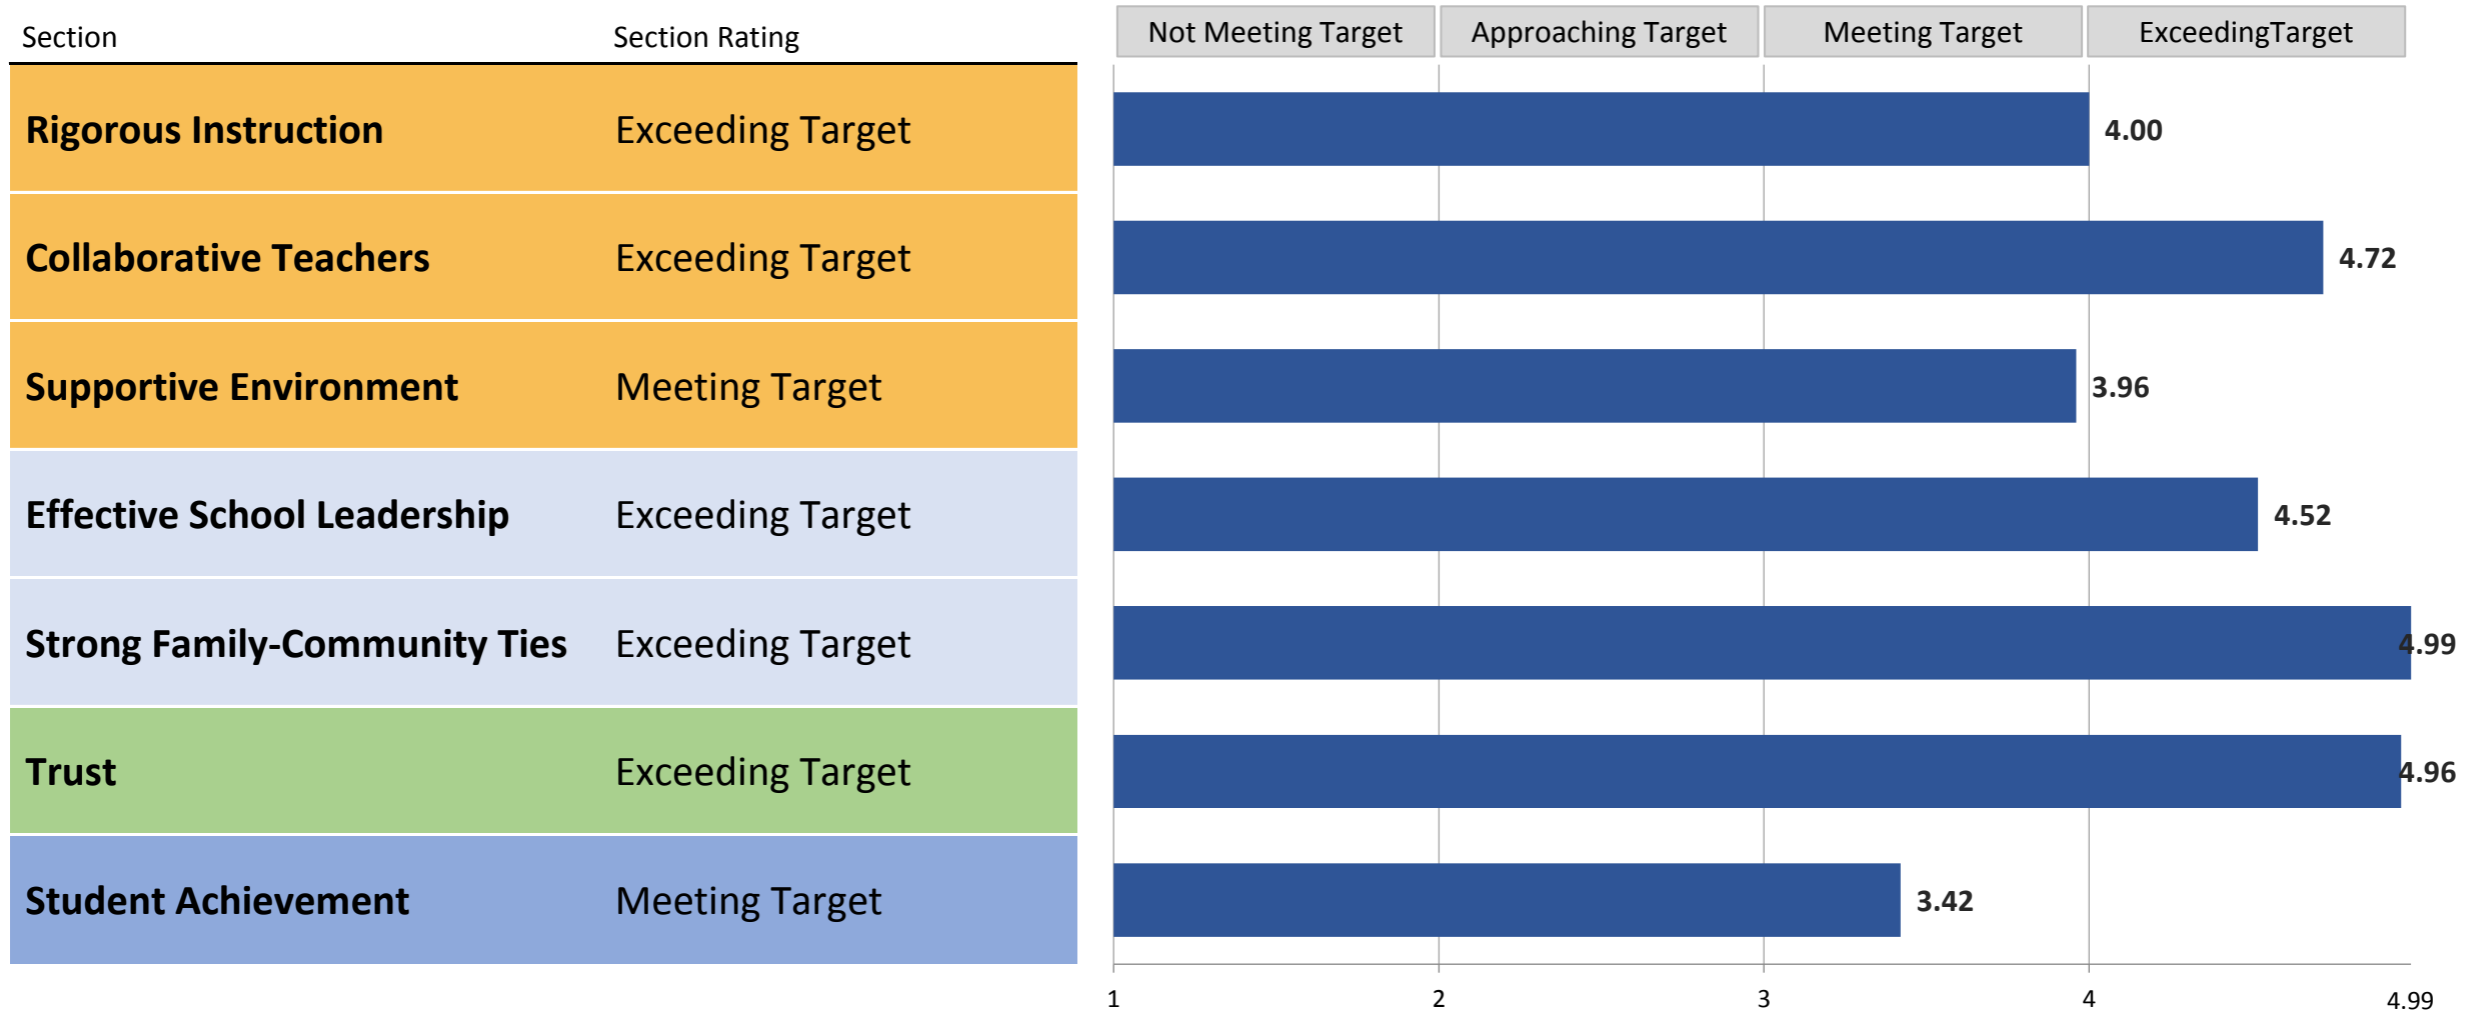 Section Section Rating Not Meeting Target Approaching Target Meeting Target ExceedingTarget
Rigorous Instruction Exceeding Target 4.00
Collaborative Teachers Exceeding Target 4.72
Supportive Environment Meeting Target 3.96
Effective School Leadership Exceeding Target 4.52
Strong Family-Community Ties Exceeding Target 4.99
Trust Exceeding Target 4.96
Student Achievement Meeting Target 3.42
1 2 3 4 4.99